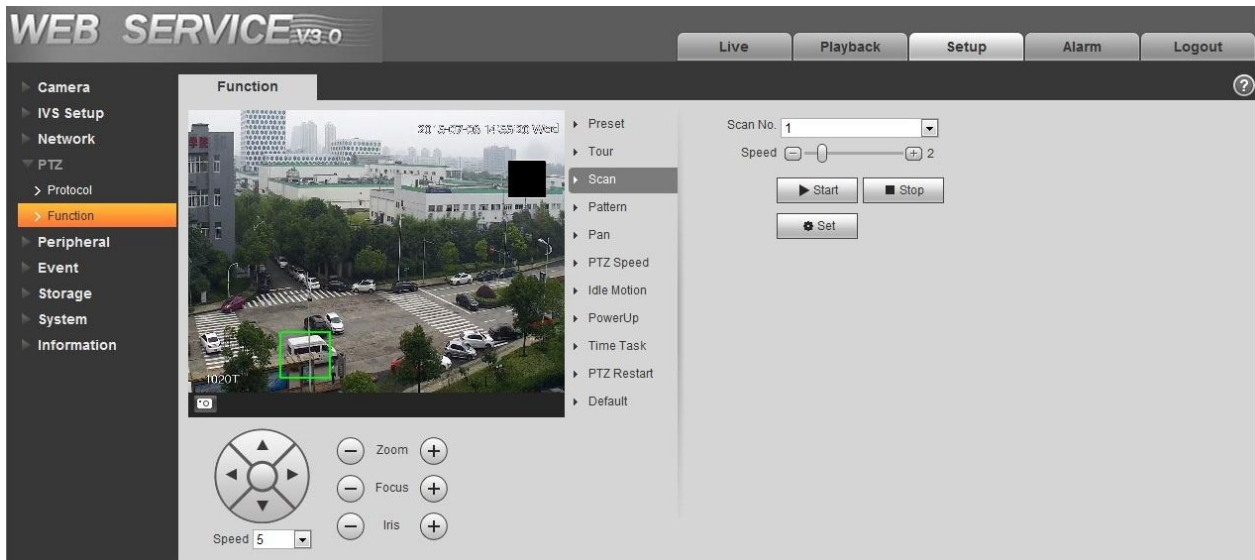 WEB SERVICE V3.0
Live
Playback
Setup
Alarm
Logout
Camera
IVS Setup
Network
PTZ
Protocol
Function
Peripheral
Event
Storage
System
Information
Function
?
1020T
Preset
Tour
Scan
Pattern
Pan
PTZ Speed
Idle Motion
PowerUp
Time Task
PTZ Restart
Default
Scan No. 1
Speed 2
Start
Stop
Set
Zoom
Focus
Iris
Speed 5